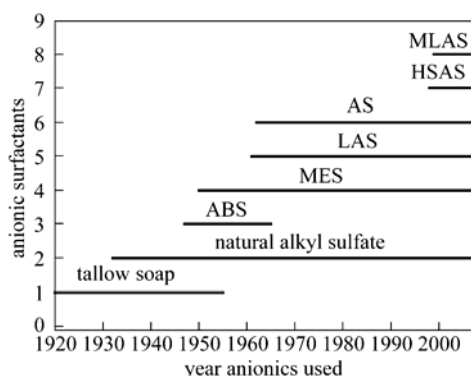 MLAS
9
8
HSAS
7
AS
6
LAS
5
MES
4
ABS
3
natural alkyl sulfate
2
tallow soap
1
0
1920 1930 1940 1950 1960 1970 1980 1990 2000
year anionics used
anionic surfactants